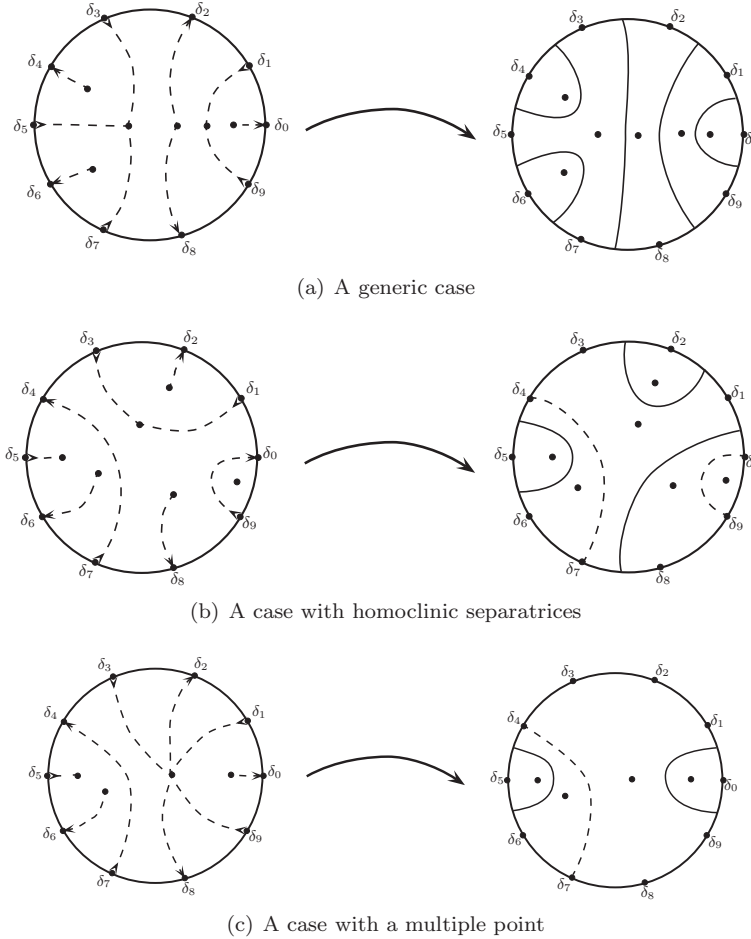 δ3 δ2 δ3 δ2
δ4 δ1 δ4 δ1
δ5 δ0 δ5 δ
δ6 δ9 δ6 δ9
δ7 δ8 δ7 δ8
(a) A generic case
δ3 δ2 δ3 δ2
δ4 δ1 δ4 δ1
δ5 δ0 δ5 δ
δ6 δ9 δ6 δ9
δ7 δ8 δ7 δ8
(b) A case with homoclinic separatrices
δ3 δ2 δ3 δ2
δ4 δ1 δ4 δ1
δ5 δ0 δ5 δ0
δ6 δ9 δ6 δ9
δ7 δ8 δ7 δ8
(c) A case with a multiple point